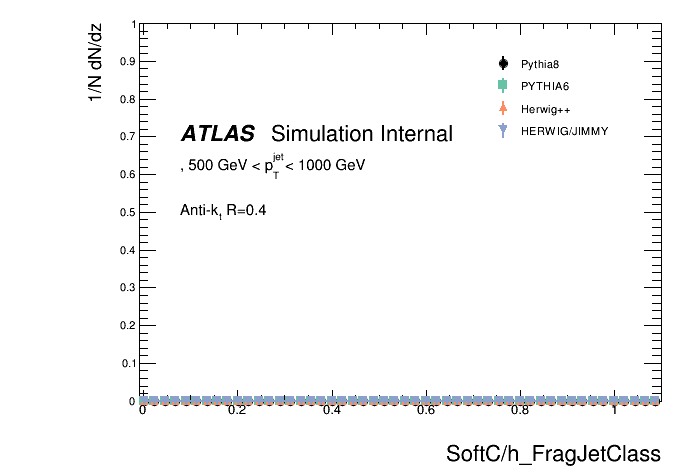 1/N dN/dz
1
0.9
0.8
0.7
0.6
0.5
0.4
0.3
0.2
0.1
0
Pythia8
PYTHIA6
Herwig++
HERWIG/JIMMY
ATLAS Simulation Internal
, 500 GeV < p_T^jet < 1000 GeV
Anti-k_t R=0.4
0 0.2 0.4 0.6 0.8 1
SoftC/h_FragJetClass